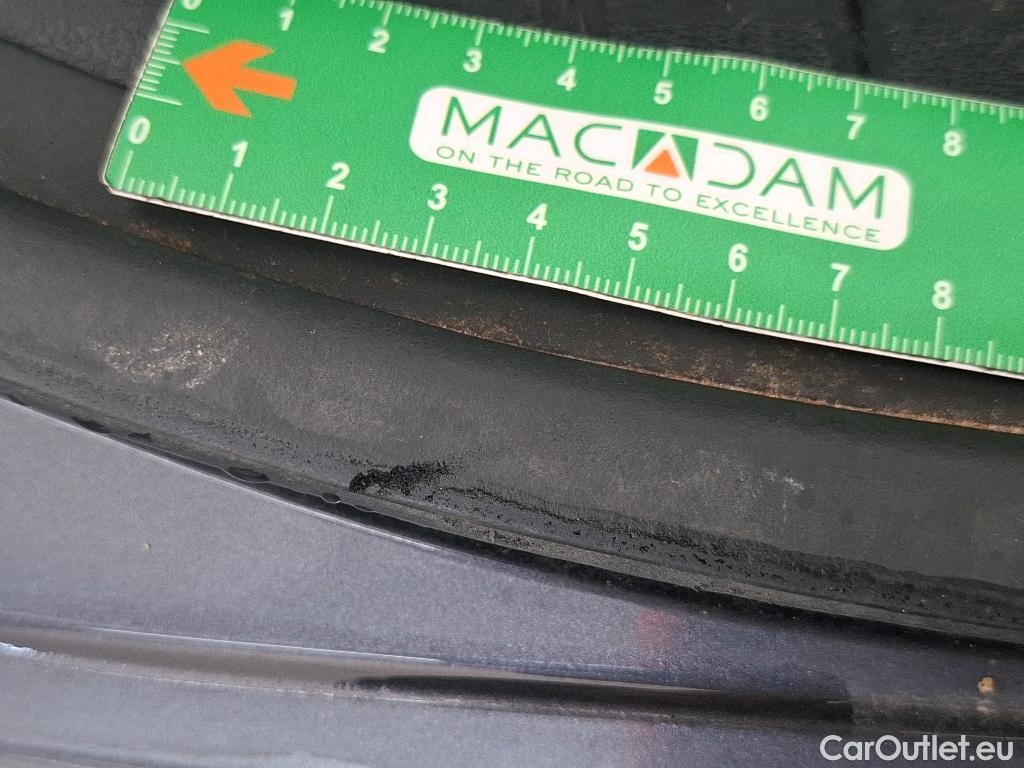 0 1 2 3 4 5 6 7 8
MACADAM
ON THE ROAD TO EXCELLENCE
0 1 2 3 4 5 6 7 8
CarOutlet.eu